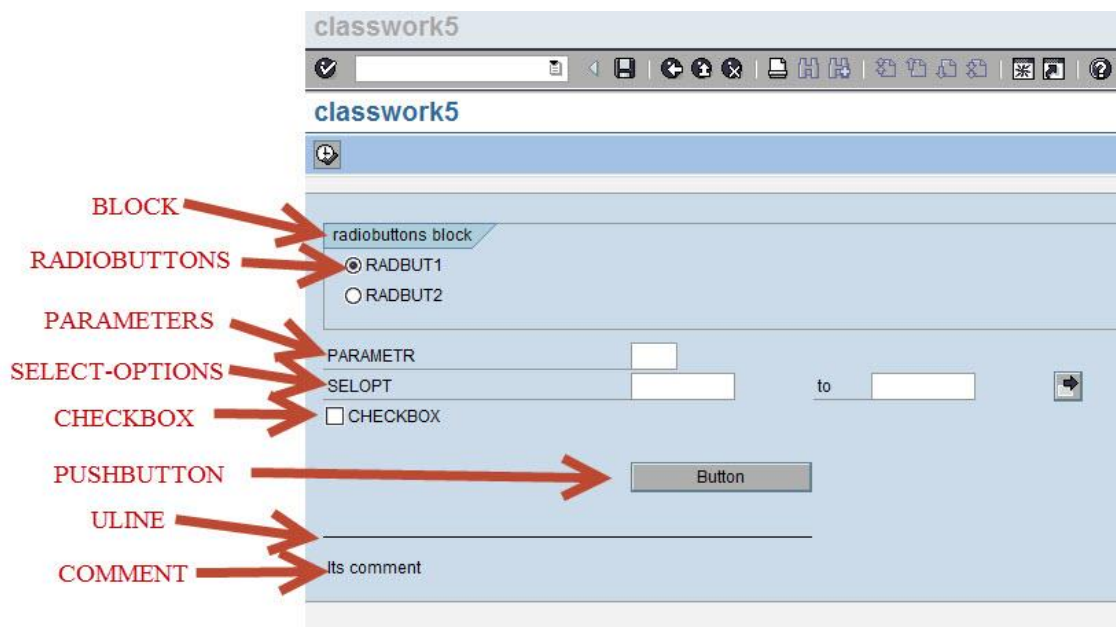 classwork5
classwork5
BLOCK
radiobuttons block
RADIOBUTTONS
RADBUT1
RADBUT2
PARAMETERS
PARAMETR
SELECT-OPTIONS
SELOPT to
CHECKBOX
CHECKBOX
PUSHBUTTON
Button
ULINE
COMMENT
Its comment